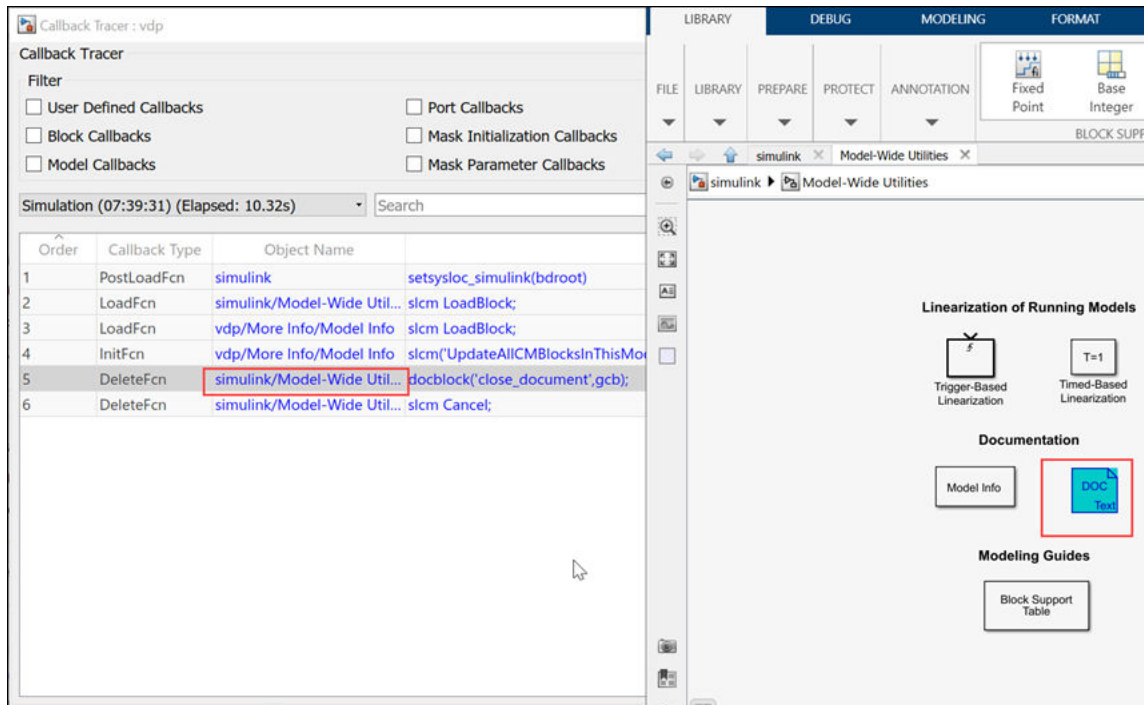 Callback Tracer : vdp
Callback Tracer
Filter
User Defined Callbacks
Port Callbacks
Block Callbacks
Mask Initialization Callbacks
Model Callbacks
Mask Parameter Callbacks
Simulation (07:39:31) (Elapsed: 10.32s)
Search
Order Callback Type Object Name
1 PostLoadFcn simulink setsysloc_simulink(bdroot)
2 LoadFcn simulink/Model-Wide Util... slcm LoadBlock;
3 LoadFcn vdp/More Info/Model Info slcm LoadBlock;
4 InitFcn vdp/More Info/Model Info slcm('UpdateAllCMBlocksInThisMo
5 DeleteFcn simulink/Model-Wide Util... docblock('close_document',gcb);
6 DeleteFcn simulink/Model-Wide Util... slcm Cancel;
LIBRARY DEBUG MODELING FORMAT
FILE LIBRARY PREPARE PROTECT ANNOTATION
Fixed
Point
Base
Integer
BLOCK SUPP
simulink Model-Wide Utilities
simulink Model-Wide Utilities
Linearization of Running Models
T=1
Trigger-Based
Linearization
Timed-Based
Linearization
Documentation
Model Info
DOC
Text
Modeling Guides
Block Support
Table